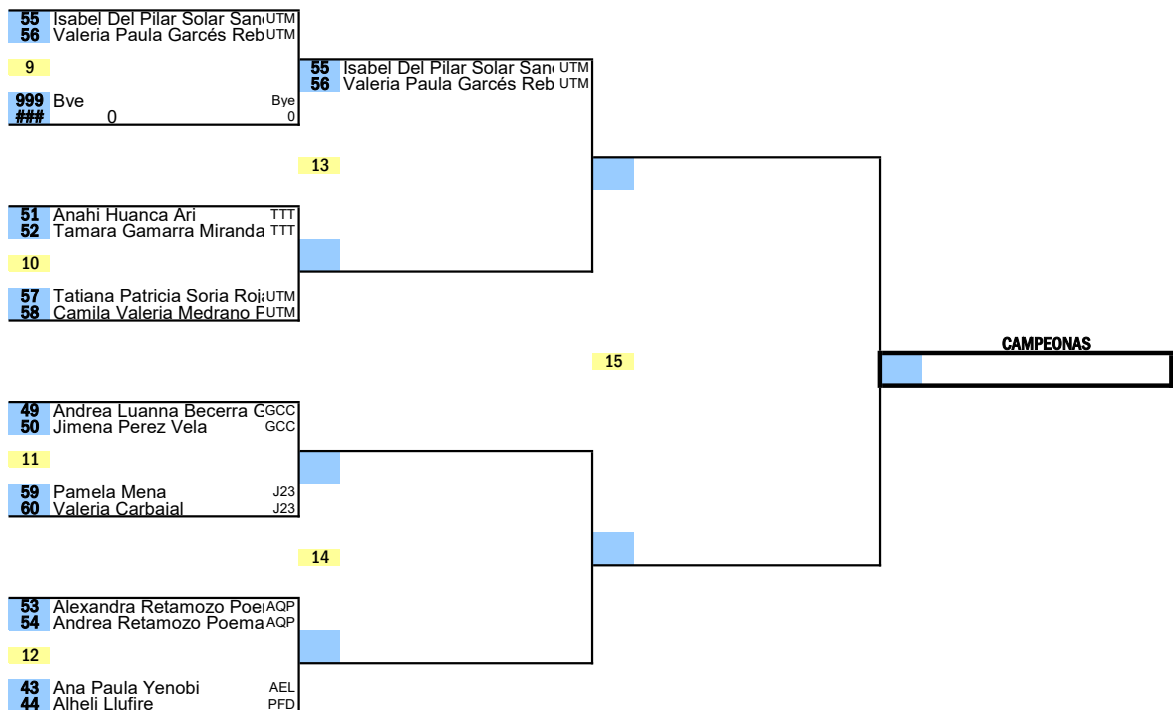 55 Isabel Del Pilar Solar San UTM
56 Valeria Paula Garcés Reb UTM
9
55 Isabel Del Pilar Solar San UTM
56 Valeria Paula Garcés Reb UTM
999 Bye Bye
### 0 0
13
51 Anahi Huanca Ari TTT
52 Tamara Gamarra Miranda TTT
10
57 Tatiana Patricia Soria Roj UTM
58 Camila Valeria Medrano F UTM
CAMPEONAS
15
49 Andrea Luanna Becerra G GCC
50 Jimena Perez Vela GCC
11
59 Pamela Mena J23
60 Valeria Carbajal J23
14
53 Alexandra Retamozo Poe AQP
54 Andrea Retamozo Poema AQP
12
43 Ana Paula Yenobi AEL
44 Alheli Llufire PFD